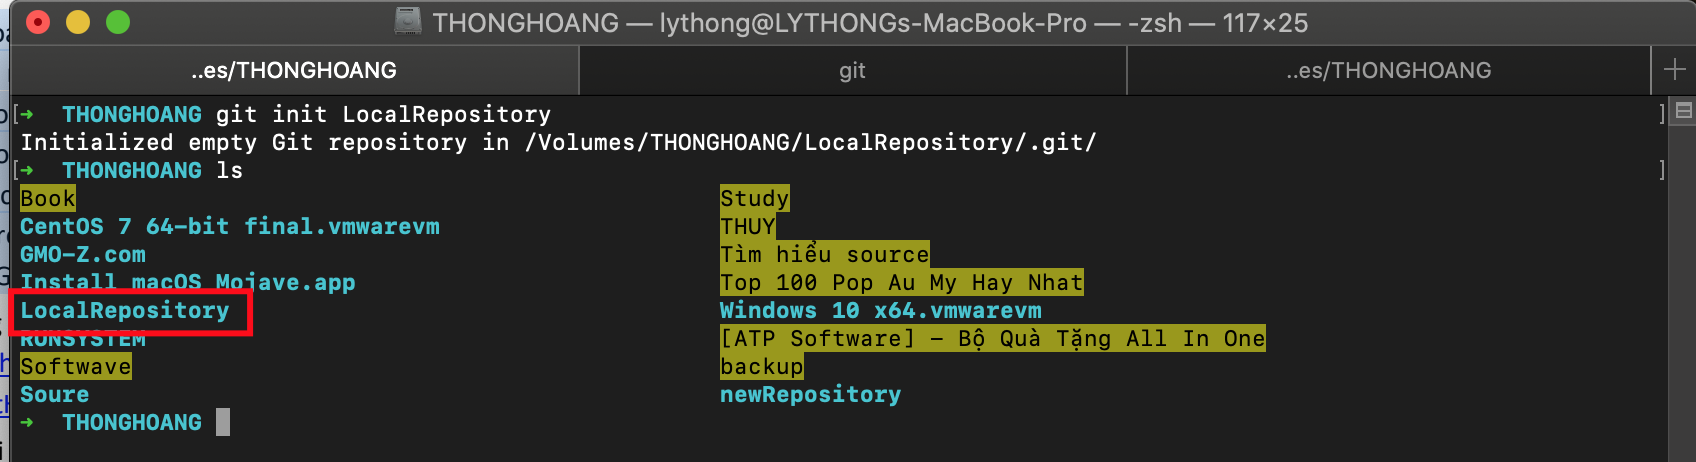 THONGHOANG — lythong@LYTHONGs-MacBook-Pro — -zsh — 117×25
..es/THONGHOANG git ..es/THONGHOANG +
[➜ THONGHOANG git init LocalRepository ]
Initialized empty Git repository in /Volumes/THONGHOANG/LocalRepository/.git/
[➜ THONGHOANG ls ]
Book Study
CentOS 7 64-bit final.vmwarevm THUY
GMO-Z.com Tìm hiểu source
Install macOS Mojave.app Top 100 Pop Au My Hay Nhat
LocalRepository Windows 10 x64.vmwarevm
RUNSYSTEM [ATP Software] - Bộ Quà Tặng All In One
Softwave backup
Soure newRepository
➜ THONGHOANG